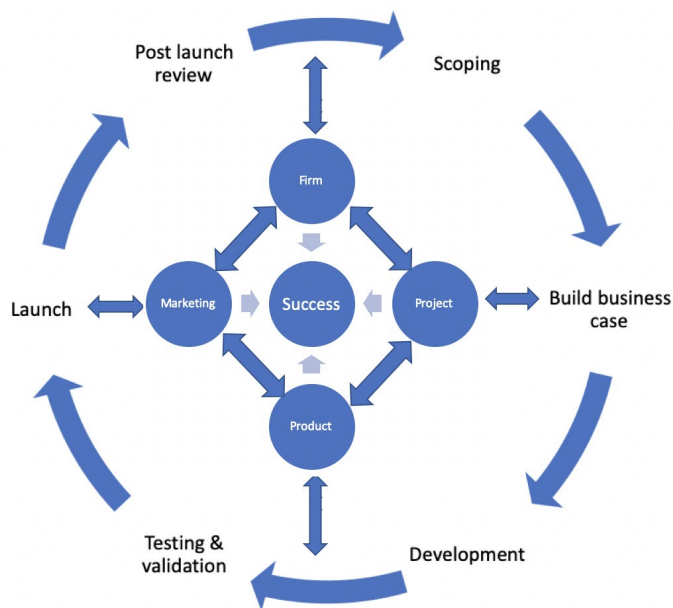 Post launch
review
Scoping
Firm
Launch
Marketing
Success
Project
Build business
case
Product
Testing &
validation
Development